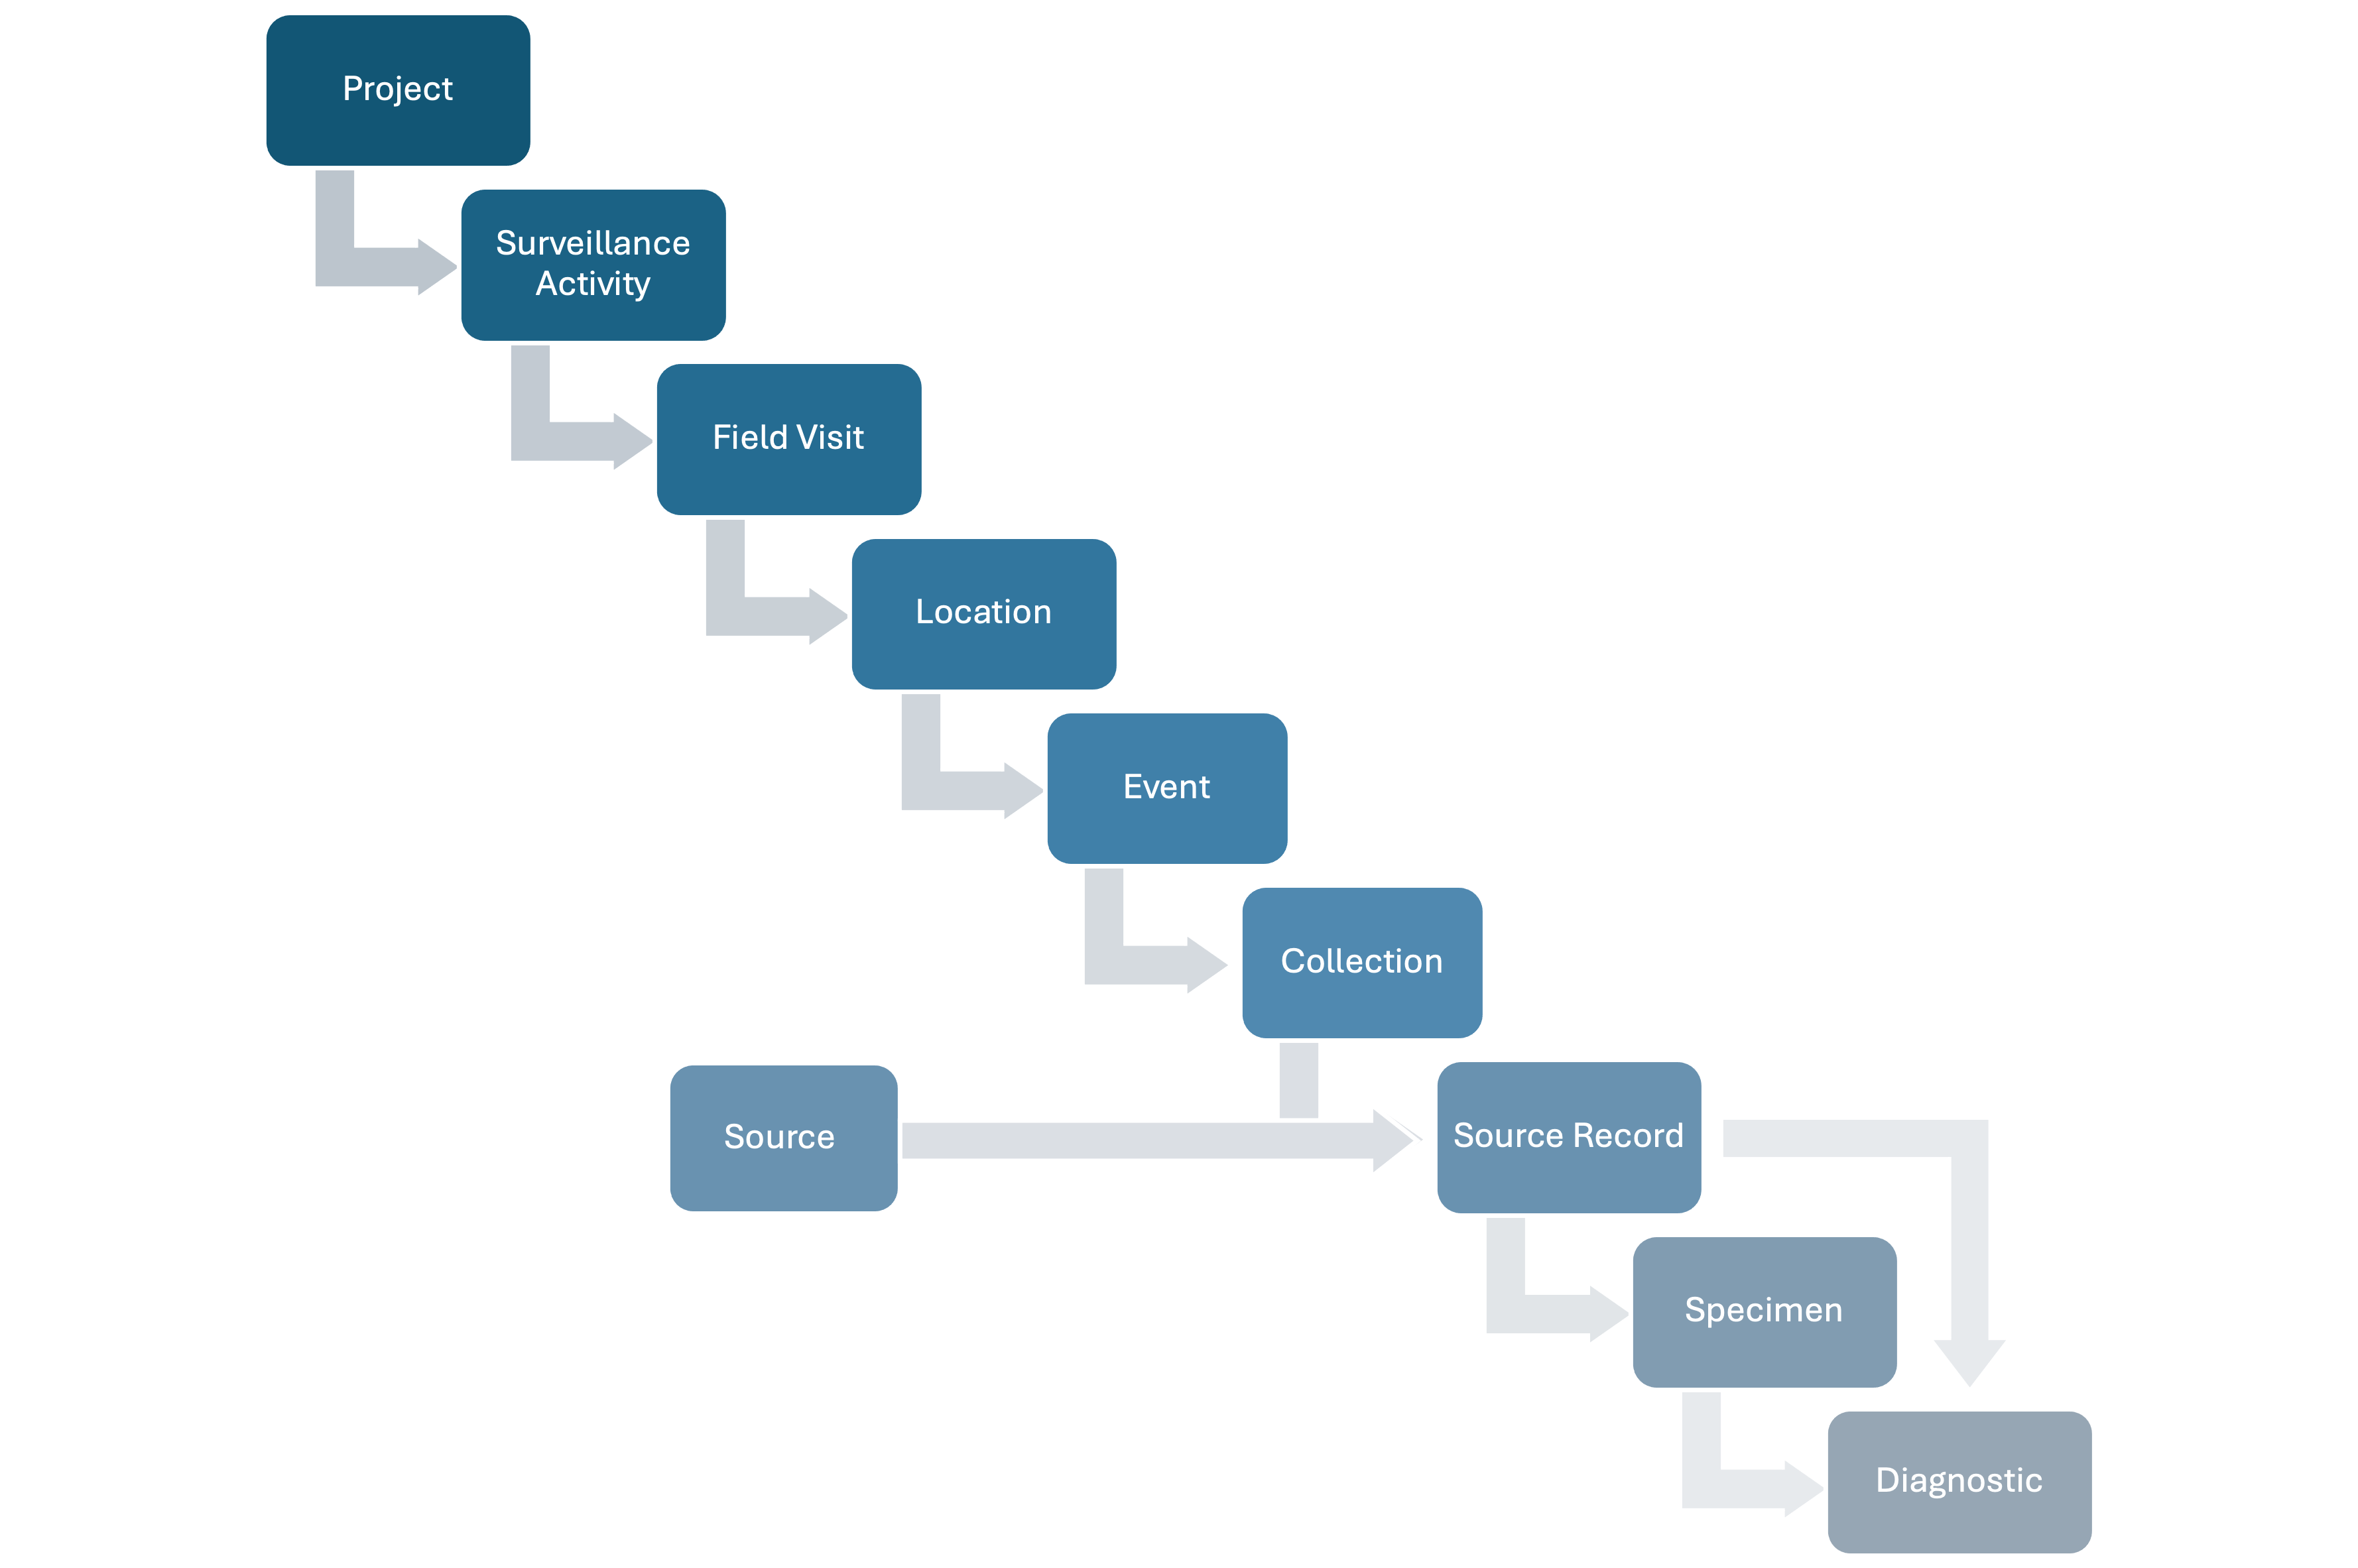 Project
Surveillance
Activity
Field Visit
Location
Event
Collection
Source
Source Record
Specimen
Diagnostic